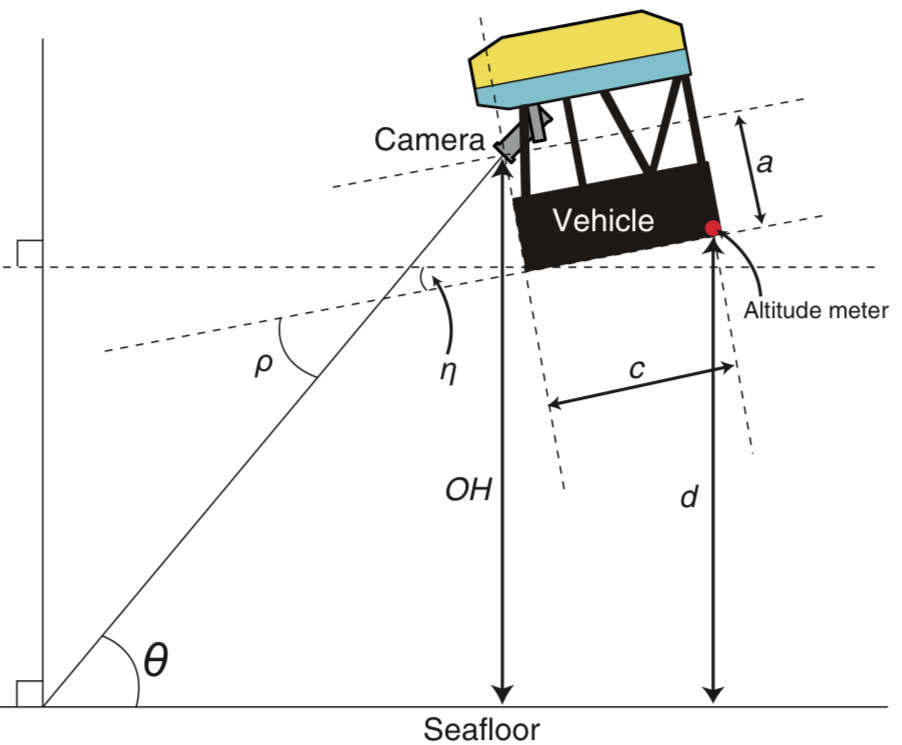 Camera
a
Vehicle
Altitude meter
ρ
η
c
OH
d
θ
Seafloor